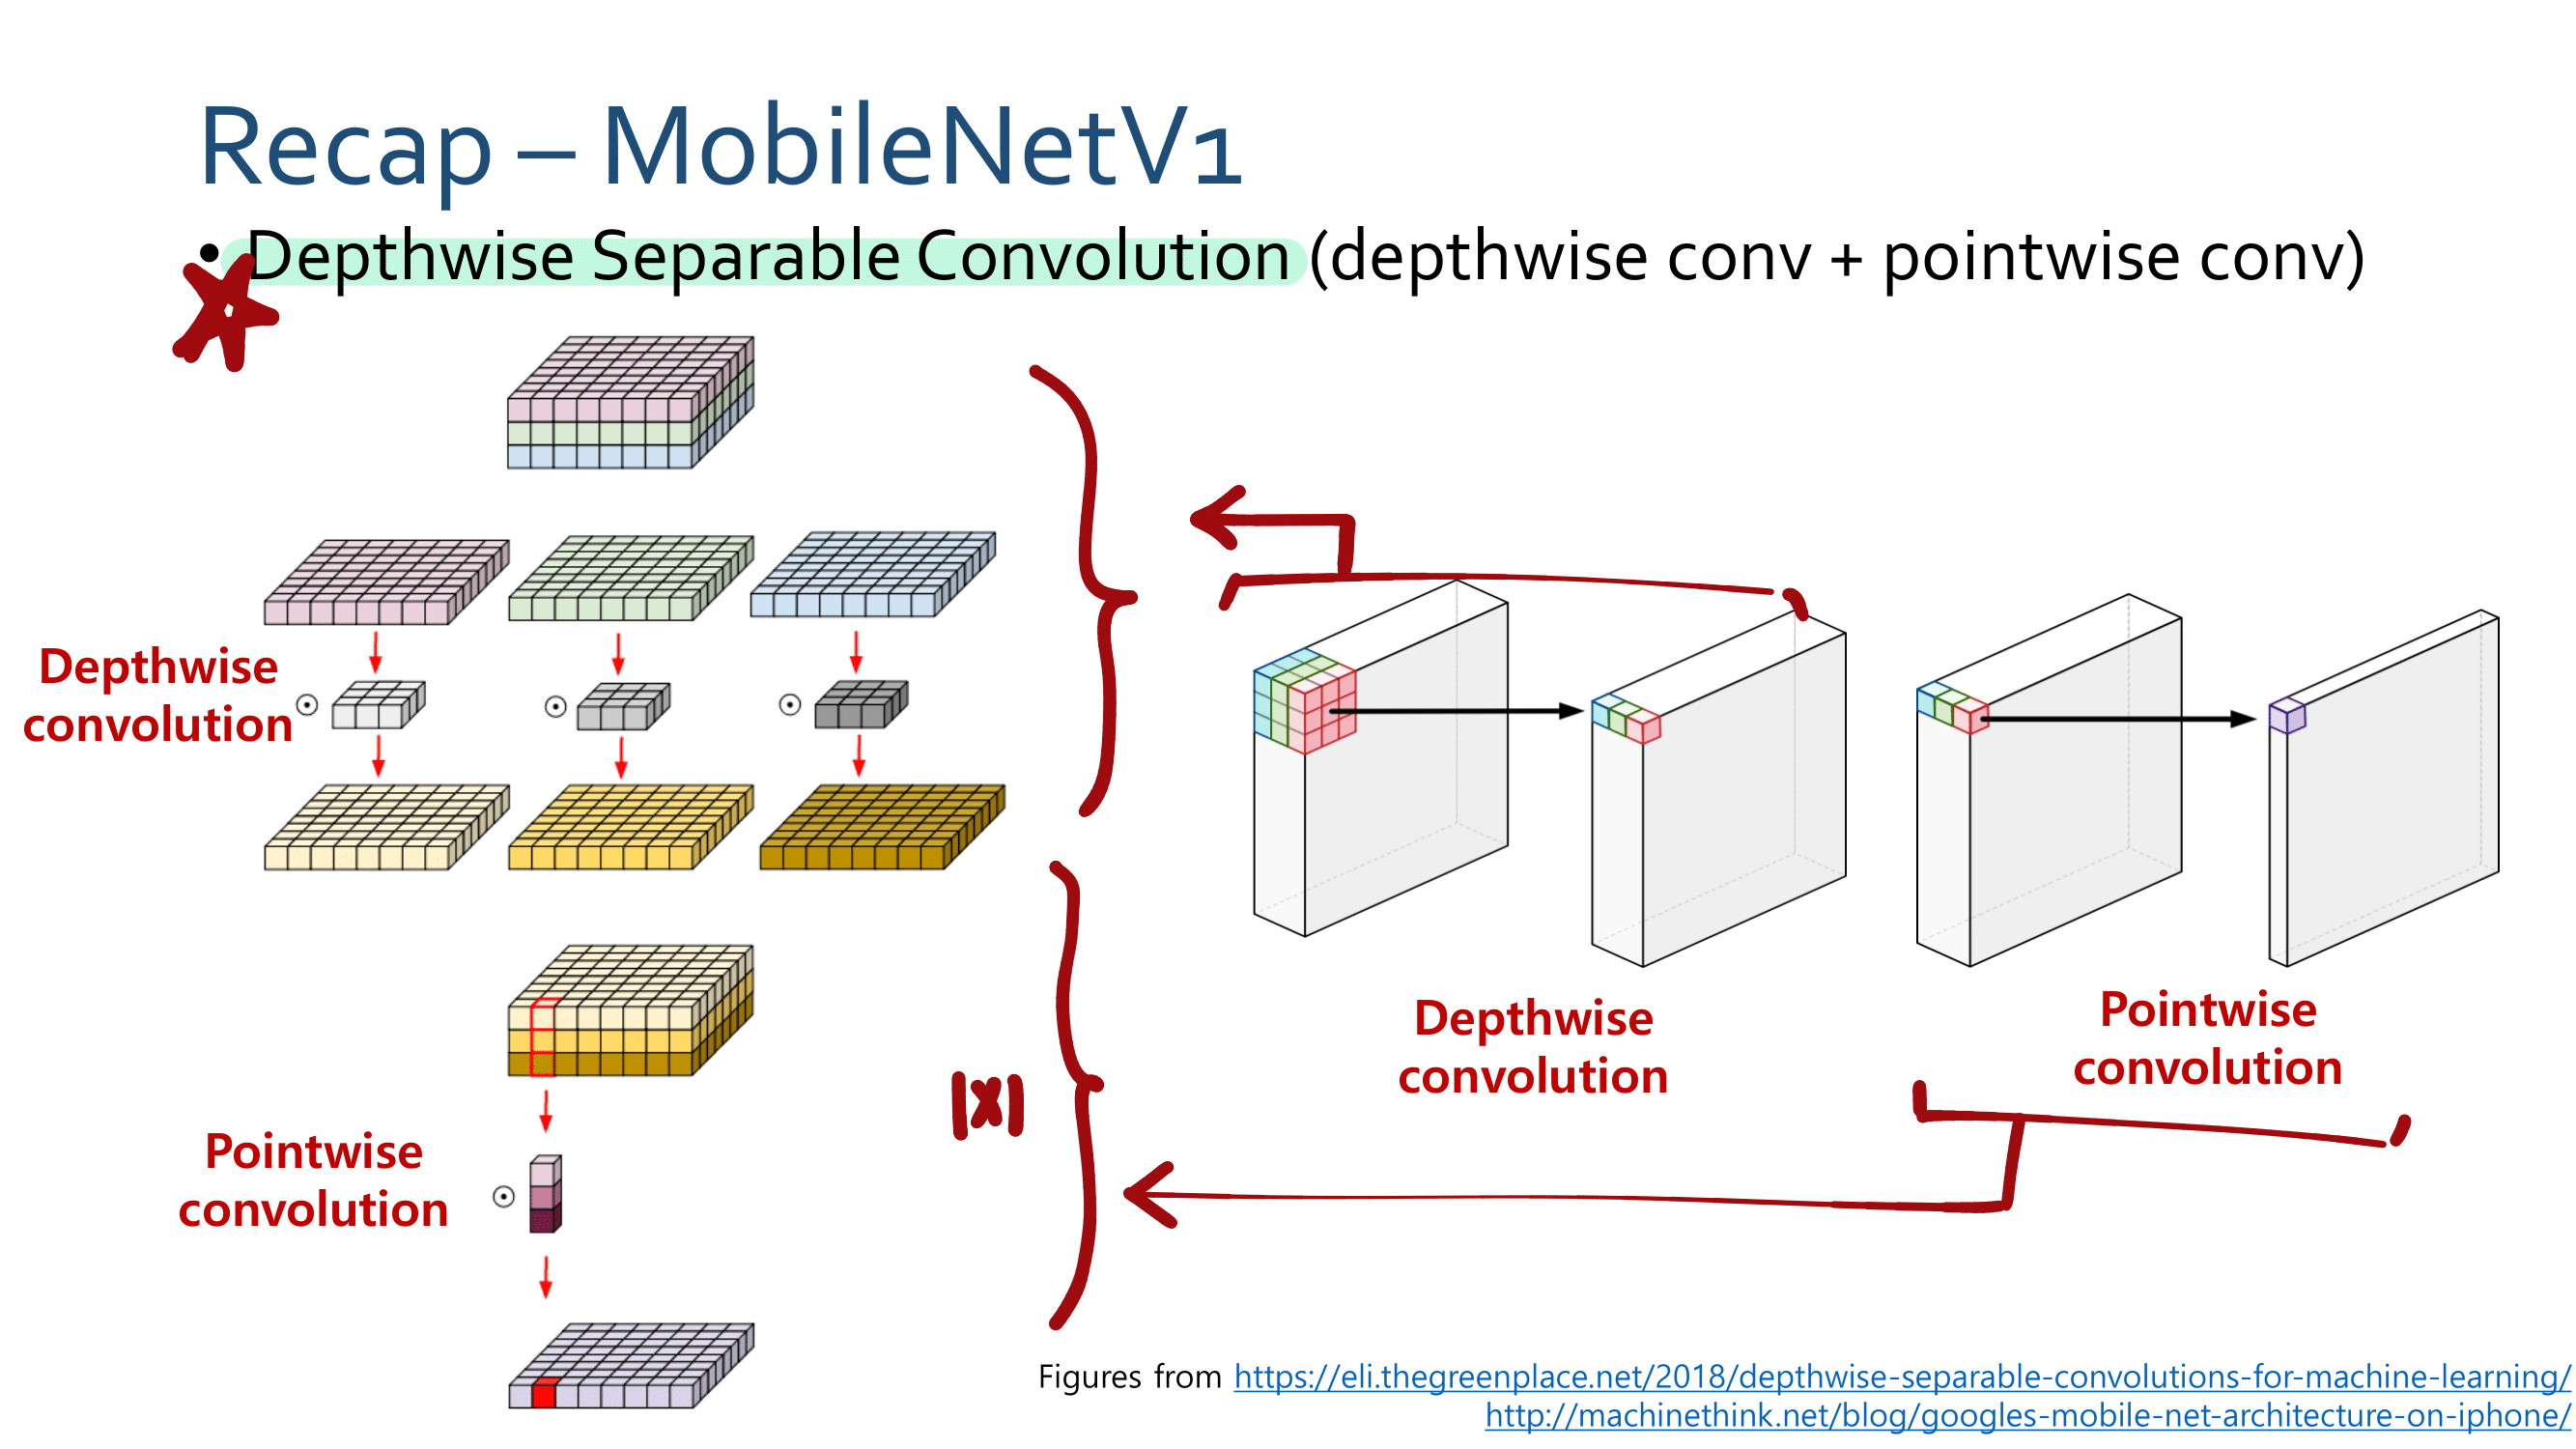 Recap – MobileNetV1
• Depthwise Separable Convolution (depthwise conv + pointwise conv)
Depthwise
convolution
Pointwise
convolution
1x1
Depthwise
convolution
Pointwise
convolution
Figures from https://eli.thegreenplace.net/2018/depthwise-separable-convolutions-for-machine-learning/
http://machinethink.net/blog/googles-mobile-net-architecture-on-iphone/